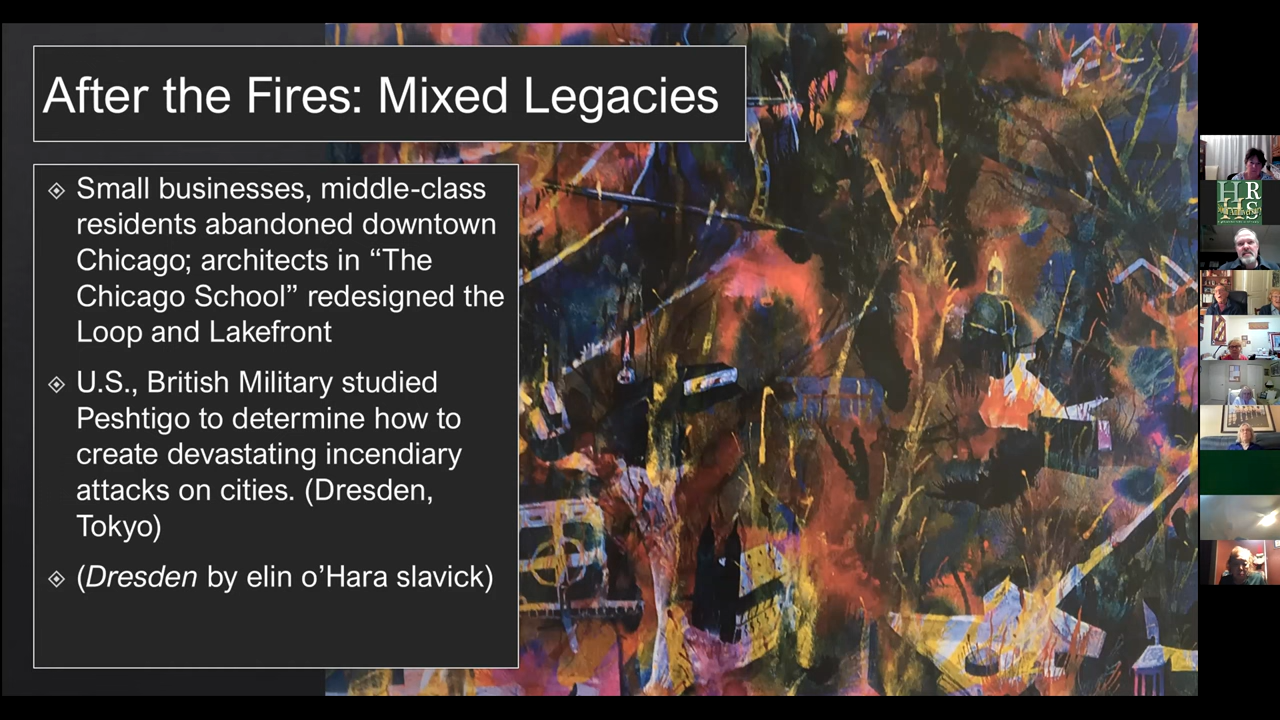 After the Fires: Mixed Legacies
Small businesses, middle-class
residents abandoned downtown
Chicago; architects in “The
Chicago School” redesigned the
Loop and Lakefront
U.S., British Military studied
Peshtigo to determine how to
create devastating incendiary
attacks on cities. (Dresden,
Tokyo)
(Dresden by elin o’Hara slavick)
H R
H S